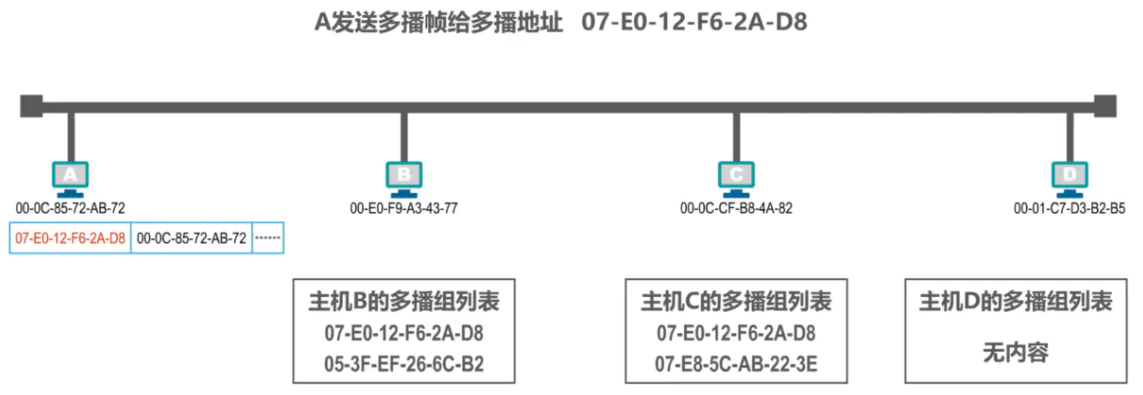 A发送多播帧给多播地址 07-E0-12-F6-2A-D8
A
B
C
D
00-0C-85-72-AB-72
00-E0-F9-A3-43-77
00-0C-CF-B8-4A-82
00-01-C7-D3-B2-B5
07-E0-12-F6-2A-D8 00-0C-85-72-AB-72 ······
主机B的多播组列表
07-E0-12-F6-2A-D8
05-3F-EF-26-6C-B2
主机C的多播组列表
07-E0-12-F6-2A-D8
07-E8-5C-AB-22-3E
主机D的多播组列表
无内容